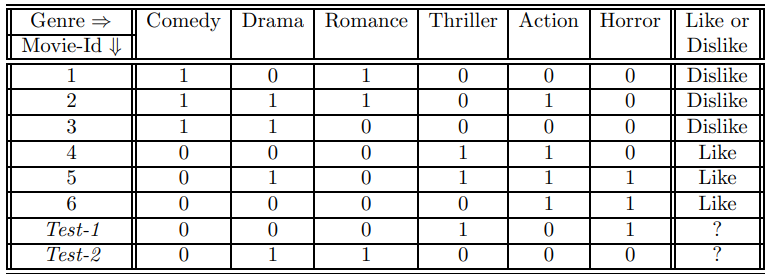 Genre ⇒ Comedy Drama Romance Thriller Action Horror Like or
Movie-Id ⇓ Dislike
1 1 0 1 0 0 0 Dislike
2 1 1 1 0 1 0 Dislike
3 1 1 0 0 0 0 Dislike
4 0 0 0 1 1 0 Like
5 0 1 0 1 1 1 Like
6 0 0 0 0 1 1 Like
Test-1 0 0 0 1 0 1 ?
Test-2 0 1 1 0 0 0 ?